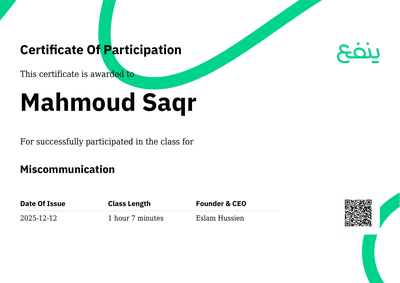 Certificate Of Participation
ينفع
This certificate is awarded to
Mahmoud Saqr
For successfully participated in the class for
Miscommunication
Date Of Issue Class Length Founder & CEO
2025-12-12 1 hour 7 minutes Eslam Hussien